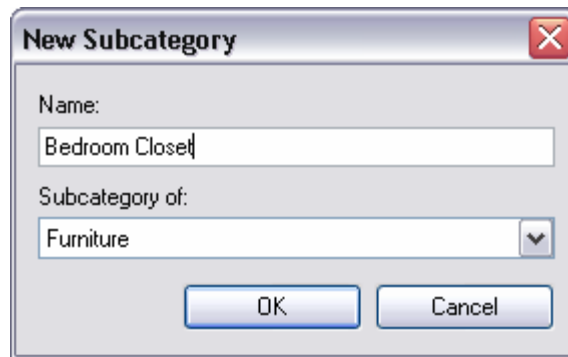 New Subcategory
Name:
Bedroom Closet
Subcategory of:
Furniture
OK Cancel